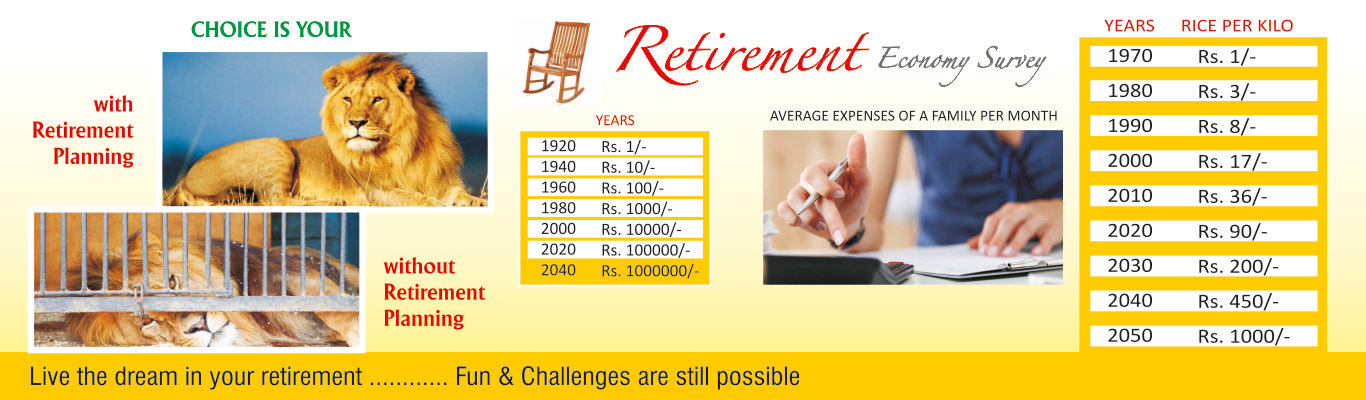 CHOICE IS YOUR
with
Retirement
Planning
without
Retirement
Planning
Retirement Economy Survey
YEARS
1920 Rs. 1/-
1940 Rs. 10/-
1960 Rs. 100/-
1980 Rs. 1000/-
2000 Rs. 10000/-
2020 Rs. 100000/-
2040 Rs. 1000000/-
AVERAGE EXPENSES OF A FAMILY PER MONTH
YEARS RICE PER KILO
1970 Rs. 1/-
1980 Rs. 3/-
1990 Rs. 8/-
2000 Rs. 17/-
2010 Rs. 36/-
2020 Rs. 90/-
2030 Rs. 200/-
2040 Rs. 450/-
2050 Rs. 1000/-
Live the dream in your retirement ............ Fun & Challenges are still possible